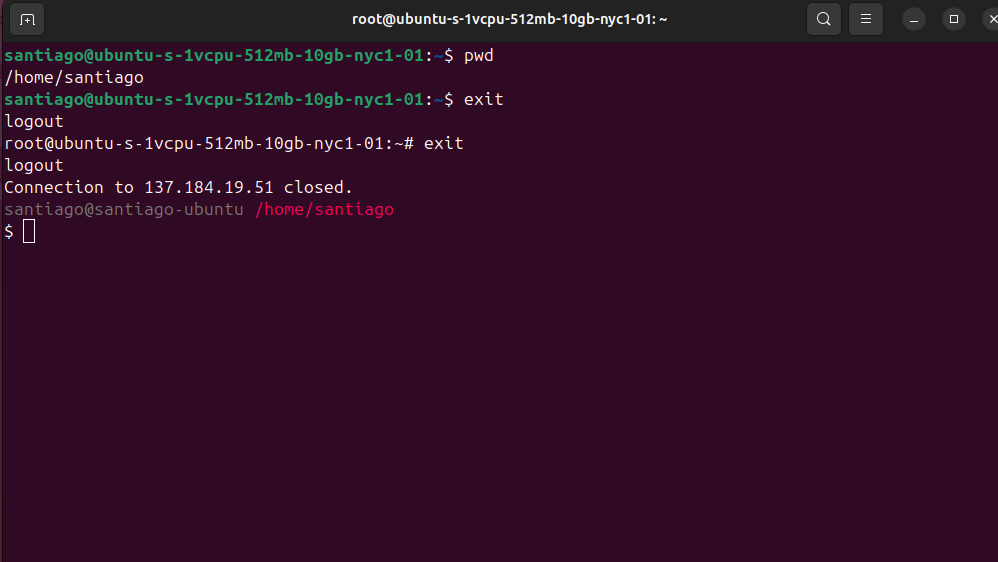 root@ubuntu-s-1vcpu-512mb-10gb-nyc1-01: ~
santiago@ubuntu-s-1vcpu-512mb-10gb-nyc1-01:~$ pwd
/home/santiago
santiago@ubuntu-s-1vcpu-512mb-10gb-nyc1-01:~$ exit
logout
root@ubuntu-s-1vcpu-512mb-10gb-nyc1-01:~# exit
logout
Connection to 137.184.19.51 closed.
santiago@santiago-ubuntu /home/santiago
$